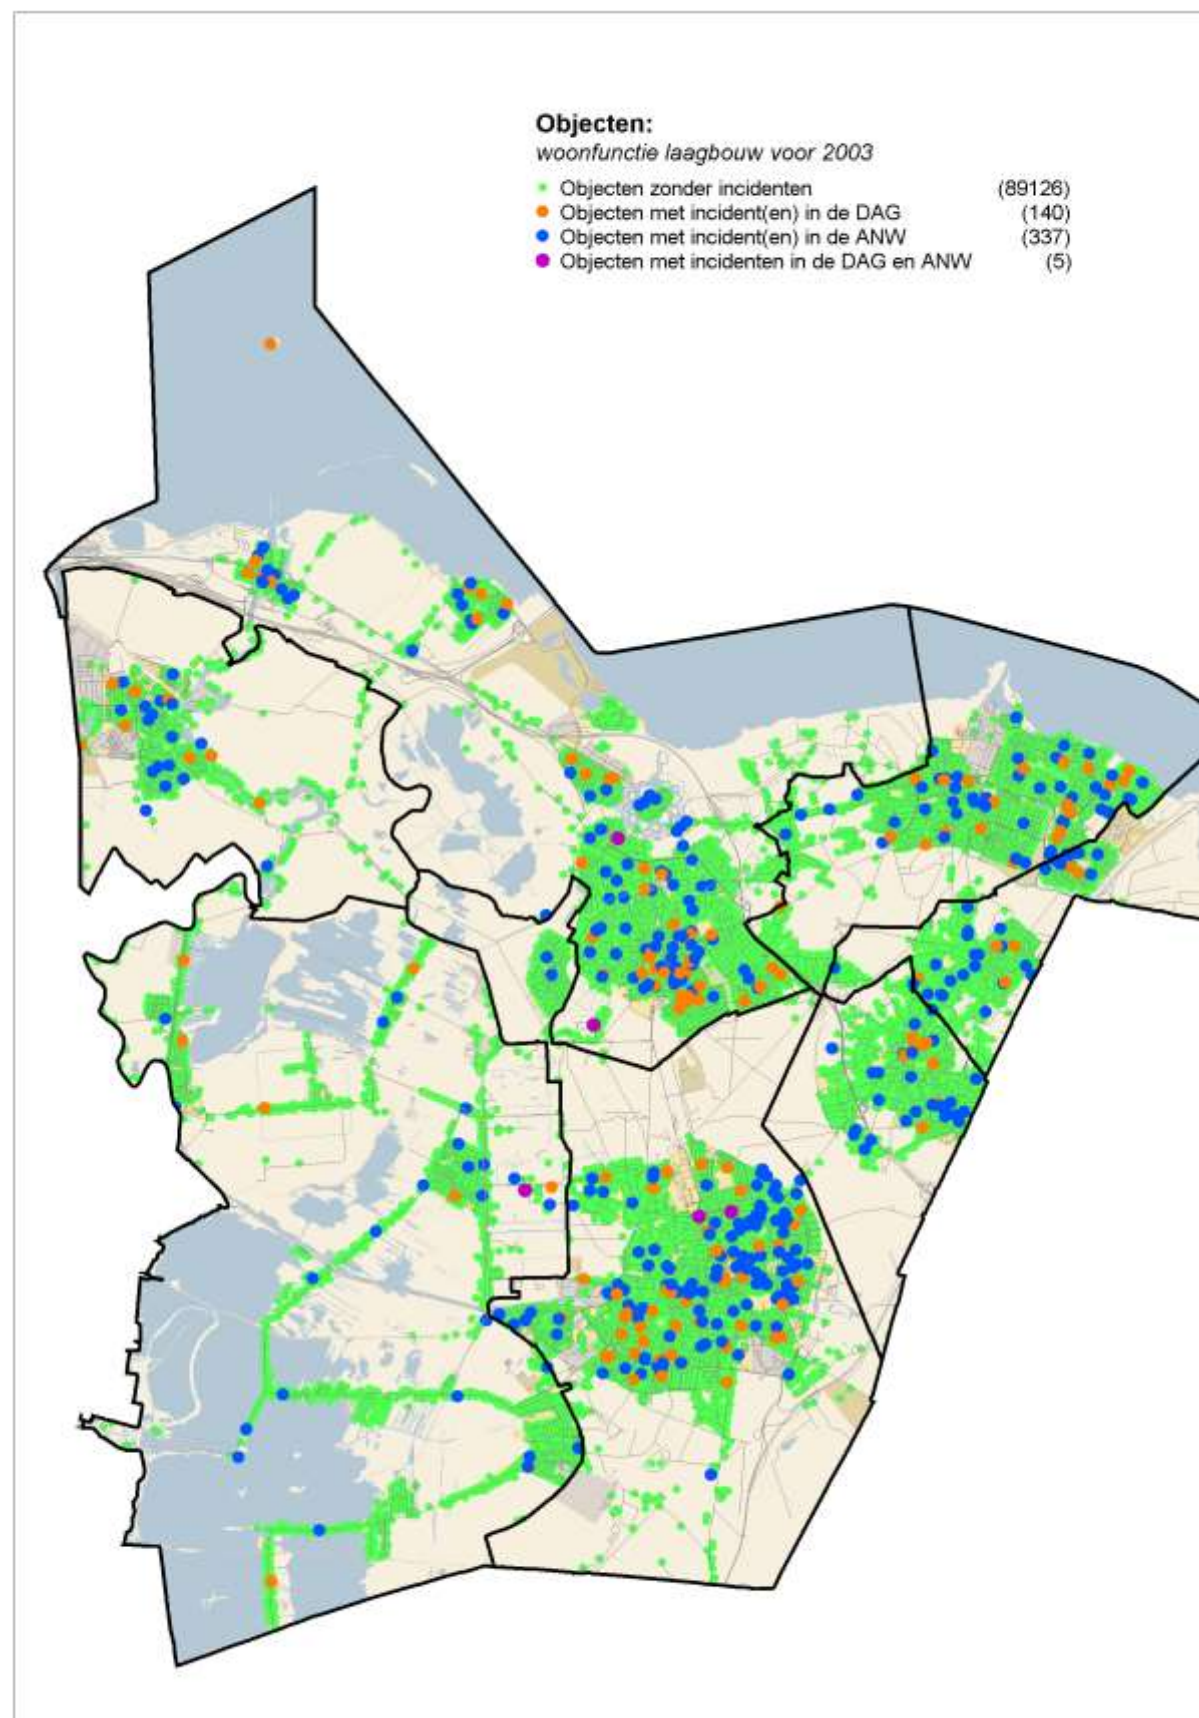 Objecten:
woonfunctie laagbouw voor 2003
Objecten zonder incidenten (89126)
Objecten met incident(en) in de DAG (140)
Objecten met incident(en) in de ANW (337)
Objecten met incidenten in de DAG en ANW (5)